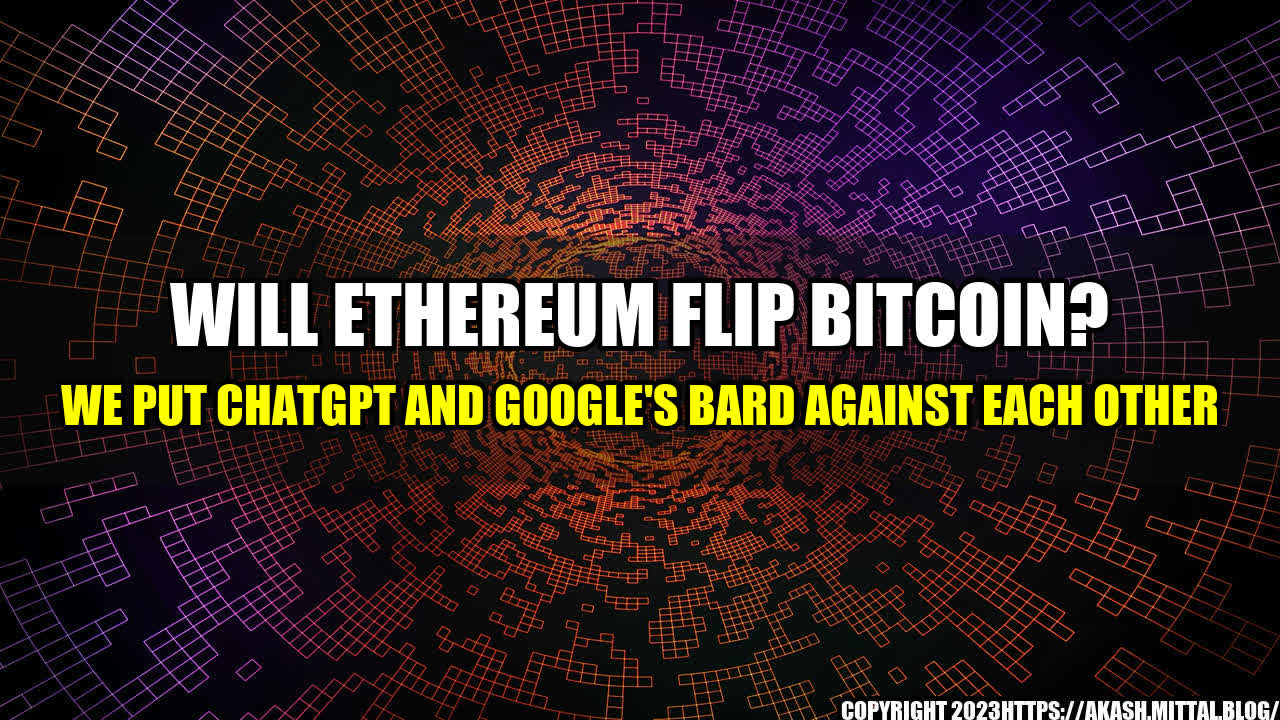 WILL ETHEREUM FLIP BITCOIN?
WE PUT CHATGPT AND GOOGLE'S BARD AGAINST EACH OTHER
COPYRIGHT 2023HTTPS://AKASH.MITTAL.BLOG/